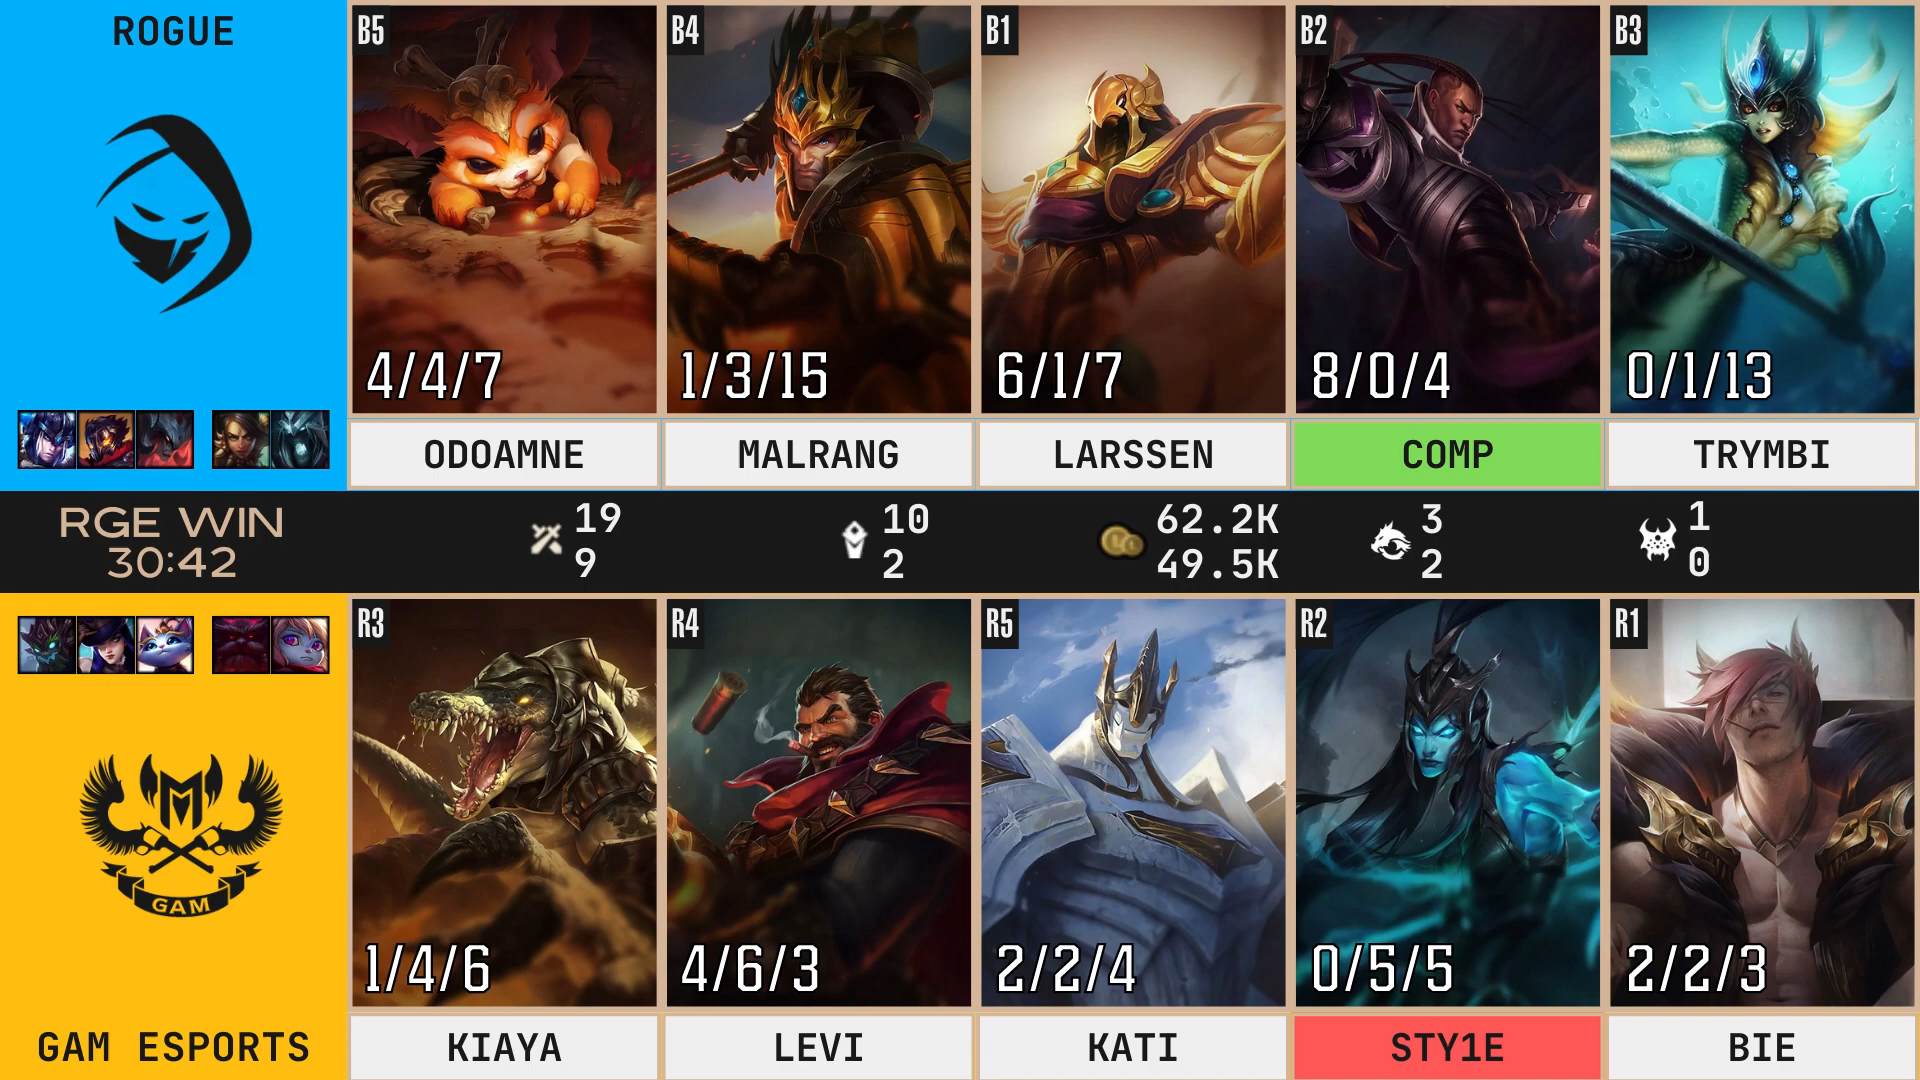 ROGUE
B5
B4
B1
B2
B3
4/4/7
1/3/15
6/1/7
8/0/4
0/1/13
ODOAMNE
MALRANG
LARSSEN
COMP
TRYMBI
RGE WIN
30:42
19
9
10
2
62.2K
49.5K
3
2
1
0
R3
R4
R5
R2
R1
M
GAM
1/4/6
4/6/3
2/2/4
0/5/5
2/2/3
GAM ESPORTS
KIAYA
LEVI
KATI
STY1E
BIE